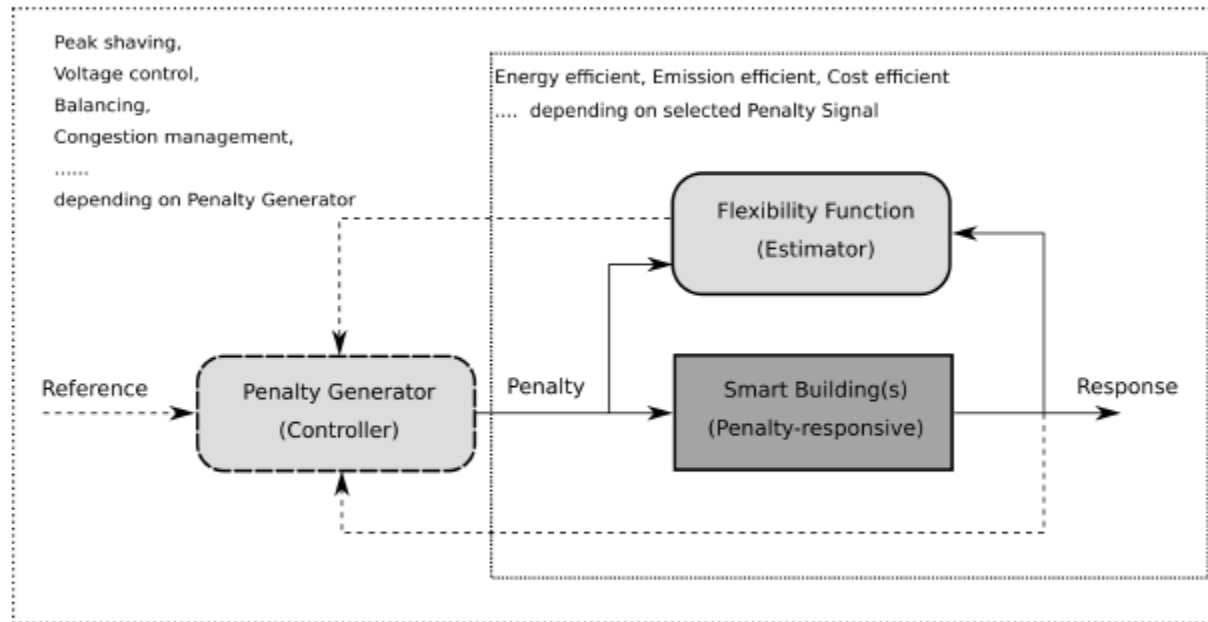 Peak shaving,
Voltage control,
Balancing,
Congestion management,
......
depending on Penalty Generator
Energy efficient, Emission efficient, Cost efficient
.... depending on selected Penalty Signal
Flexibility Function
(Estimator)
Reference
Penalty Generator
(Controller)
Penalty
Smart Building(s)
(Penalty-responsive)
Response